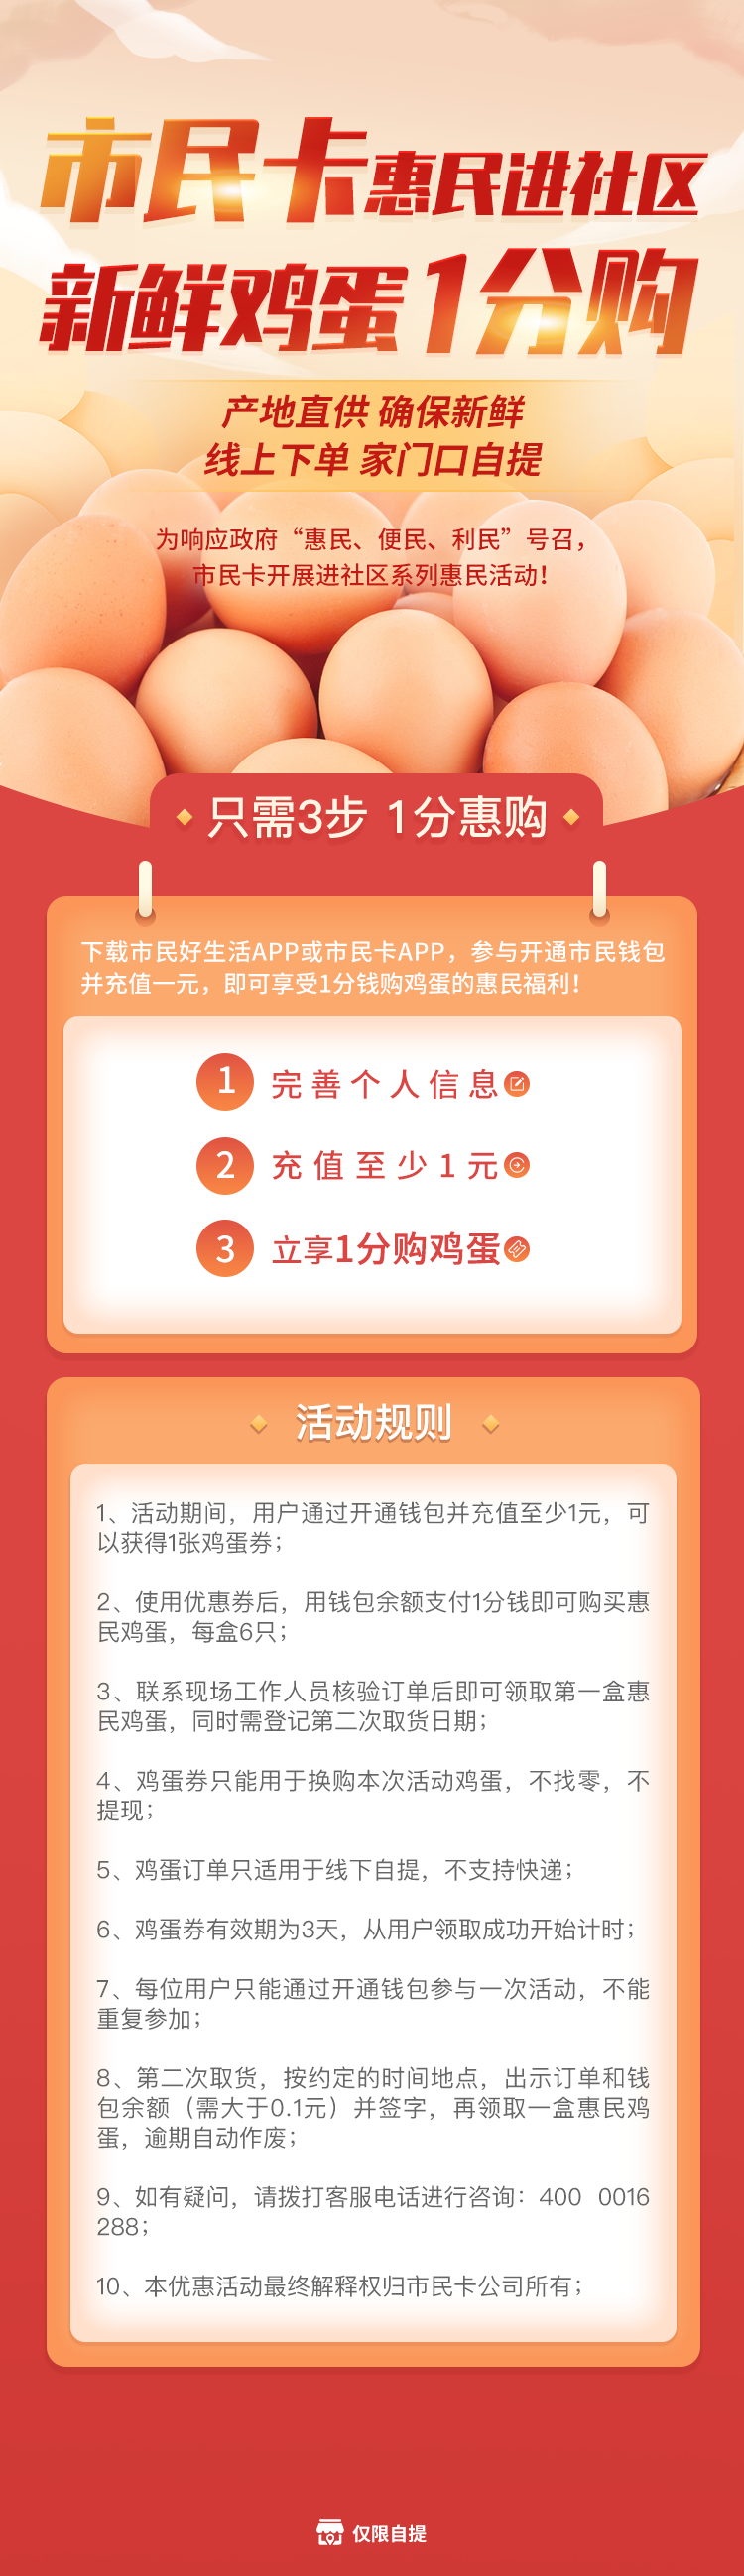 市民卡惠民进社区
新鲜鸡蛋1分购
产地直供 确保新鲜
线上下单 家门口自提
为响应政府“惠民、便民、利民”号召，
市民卡开展进社区系列惠民活动！
只需3步 1分惠购
下载市民好生活APP或市民卡APP，参与开通市民钱包
并充值一元，即可享受1分钱购鸡蛋的惠民福利！
1 完善个人信息
2 充值至少1元
3 立享1分购鸡蛋
活动规则
1、活动期间，用户通过开通钱包并充值至少1元，可
以获得1张鸡蛋券；
2、使用优惠券后，用钱包余额支付1分钱即可购买惠
民鸡蛋，每盒6只；
3、联系现场工作人员核验订单后即可领取第一盒惠
民鸡蛋，同时需登记第二次取货日期；
4、鸡蛋券只能用于换购本次活动鸡蛋，不找零，不
提现；
5、鸡蛋订单只适用于线下自提，不支持快递；
6、鸡蛋券有效期为3天，从用户领取成功开始计时；
7、每位用户只能通过开通钱包参与一次活动，不能
重复参加；
8、第二次取货，按约定的时间地点，出示订单和钱
包余额（需大于0.1元）并签字，再领取一盒惠民鸡
蛋，逾期自动作废；
9、如有疑问，请拨打客服电话进行咨询：400 0016
288；
10、本优惠活动最终解释权归市民卡公司所有；
仅限自提